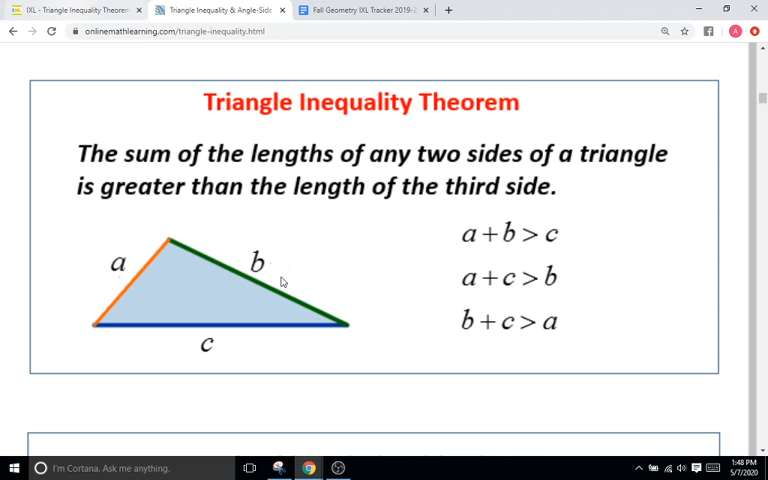 IXL - Triangle Inequality Theorem
Triangle Inequality & Angle-Side
Fall Geometry IXL Tracker 2019-2
onlinemathlearning.com/triangle-inequality.html
A
Triangle Inequality Theorem
The sum of the lengths of any two sides of a triangle
is greater than the length of the third side.
a + b > c
a
b
a + c > b
b + c > a
c
I'm Cortana. Ask me anything.
1:48 PM
5/7/2020